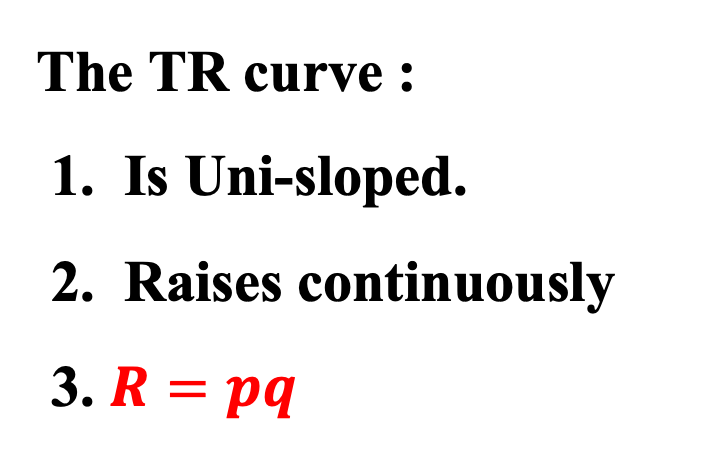 The TR curve :
1. Is Uni-sloped.
2. Raises continuously
3. R = pq